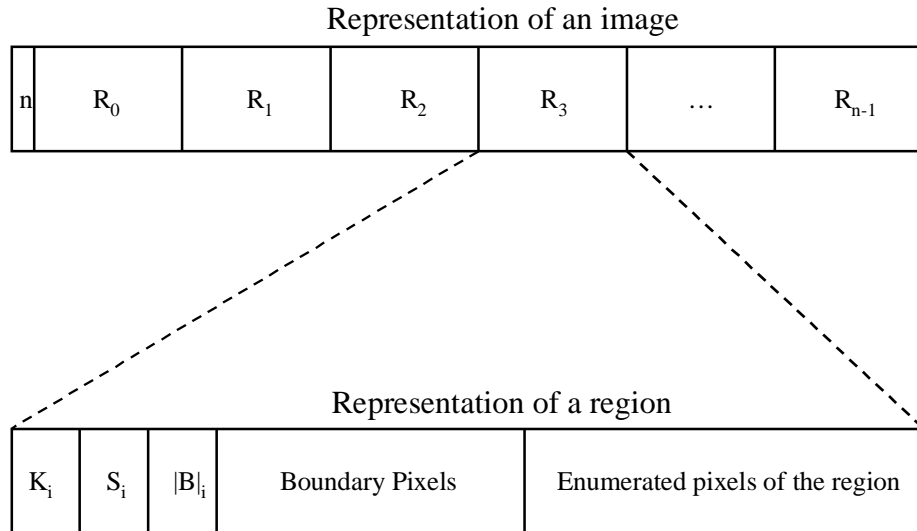 Representation of an image
n R₀ R₁ R₂ R₃ … Rₙ₋₁
Representation of a region
Kᵢ Sᵢ |B|ᵢ Boundary Pixels Enumerated pixels of the region